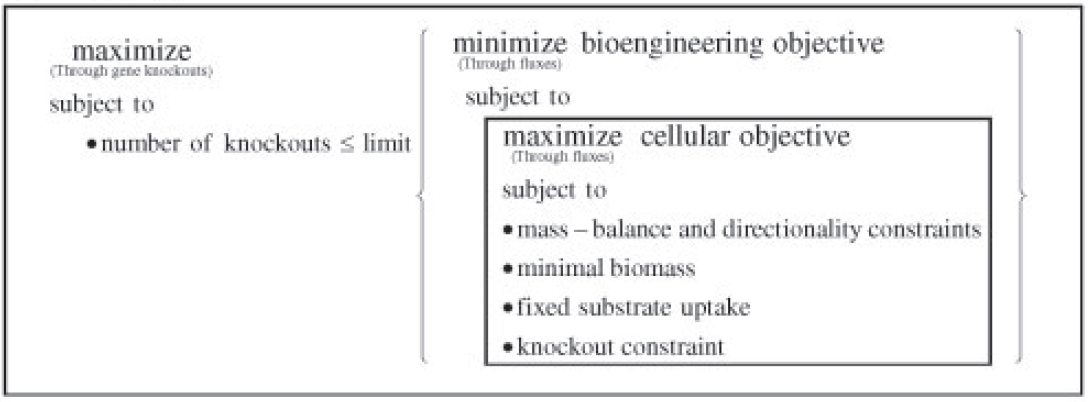 maximize
(Through gene knockouts)
subject to
•number of knockouts ≤ limit
minimize bioengineering objective
(Through fluxes)
subject to
maximize cellular objective
(Through fluxes)
subject to
•mass – balance and directionality constraints
•minimal biomass
•fixed substrate uptake
•knockout constraint